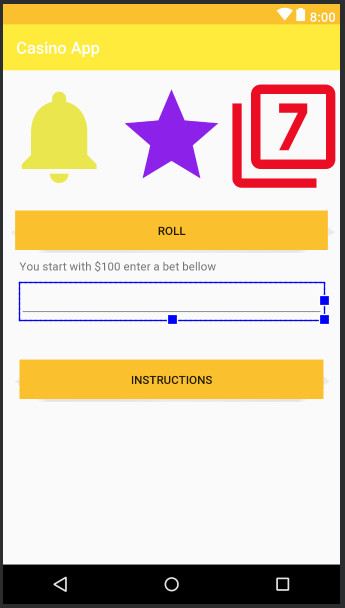 8:00
Casino App
7
ROLL
You start with $100 enter a bet bellow
INSTRUCTIONS